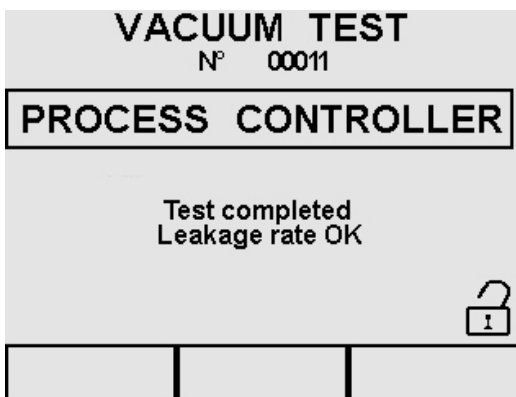 VACUUM TEST
N° 00011
PROCESS CONTROLLER
Test completed
Leakage rate OK